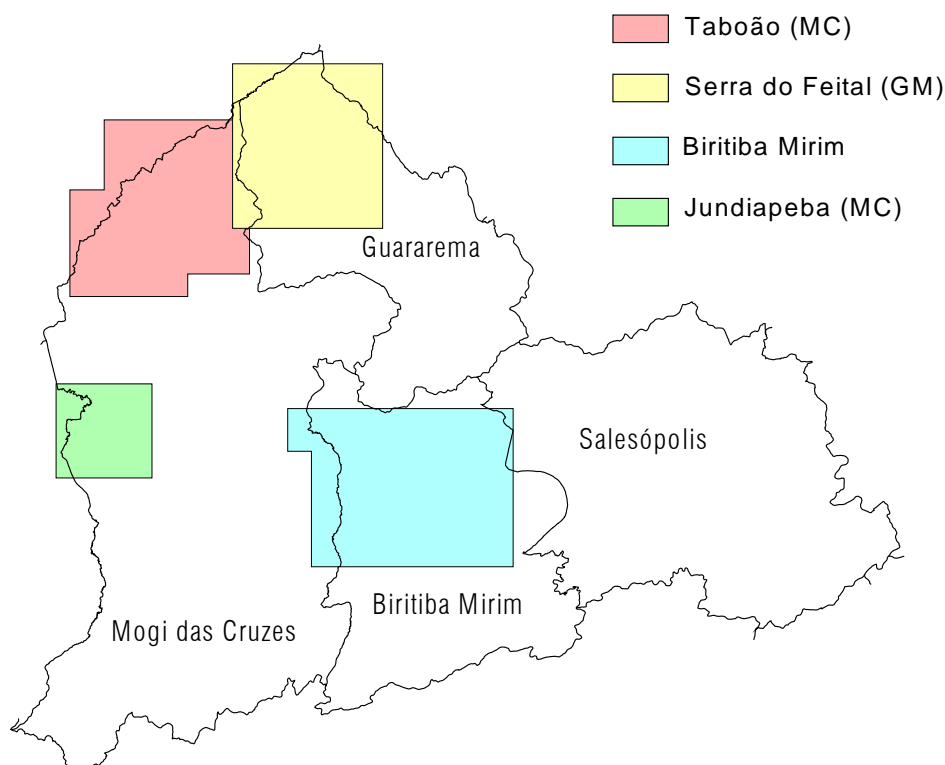 Taboão (MC)
Serra do Feital (GM)
Biritiba Mirim
Jundiapeba (MC)
Guararema
Salesópolis
Biritiba Mirim
Mogi das Cruzes